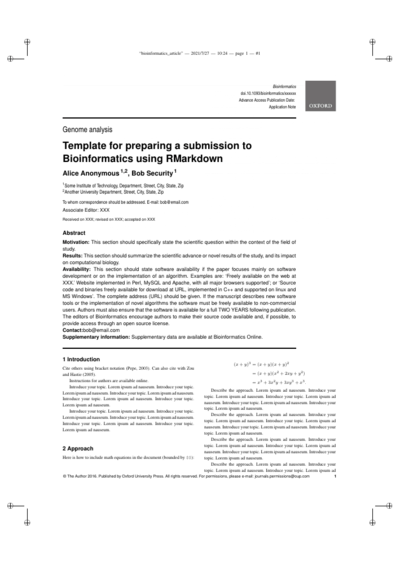 "bioinformatics_article" — 2021/7/27 — 10:24 — page 1 — #1
Bioinformatics
doi.10.1093/bioinformatics/xxxxxx
Advance Access Publication Date:
Application Note
OXFORD
Genome analysis
Template for preparing a submission to
Bioinformatics using RMarkdown
Alice Anonymous 1,2, Bob Security 1
1 Some Institute of Technology, Department, Street, City, State, Zip
2 Another University Department, Street, City, State, Zip
To whom correspondence should be addressed. E-mail: bob@email.com
Associate Editor: XXX
Received on XXX; revised on XXX; accepted on XXX
Abstract
Motivation: This section should specifically state the scientific question within the context of the field of
study.
Results: This section should summarize the scientific advance or novel results of the study, and its impact
on computational biology.
Availability: This section should state software availability if the paper focuses mainly on software
development or on the implementation of an algorithm. Examples are: 'Freely available on the web at
XXX.' Website implemented in Perl, MySQL and Apache, with all major browsers supported'; or 'Source
code and binaries freely available for download at URL, implemented in C++ and supported on linux and
MS Windows'. The complete address (URL) should be given. If the manuscript describes new software
tools or the implementation of novel algorithms the software must be freely available to non-commercial
users. Authors must also ensure that the software is available for a full TWO YEARS following publication.
The editors of Bioinformatics encourage authors to make their source code available and, if possible, to
provide access through an open source license.
Contact: bob@email.com
Supplementary information: Supplementary data are available at Bioinformatics Online.
1 Introduction
Cite others using bracket notation (Pepe, 2003). Can also cite with Zou
and Hastie (2005).
Instructions for authors are available online.
Introduce your topic. Lorem ipsum ad nauseum. Introduce your topic.
Lorem ipsum ad nauseum. Introduce your topic. Lorem ipsum ad nauseum.
Introduce your topic. Lorem ipsum ad nauseum. Introduce your topic.
Lorem ipsum ad nauseum.
Introduce your topic. Lorem ipsum ad nauseum. Introduce your topic.
Lorem ipsum ad nauseum. Introduce your topic. Lorem ipsum ad nauseum.
Introduce your topic. Lorem ipsum ad nauseum. Introduce your topic.
Lorem ipsum ad nauseum.
2 Approach
Here is how to include math equations in the document (bounded by $$):
(x + y)³ = (x + y)(x + y)²
= (x + y)(x² + 2xy + y²)
= x³ + 3x²y + 3xy² + x³.
Describe the approach. Lorem ipsum ad nauseum. Introduce your
topic. Lorem ipsum ad nauseum. Introduce your topic. Lorem ipsum ad
nauseum. Introduce your topic. Lorem ipsum ad nauseum. Introduce your
topic. Lorem ipsum ad nauseum.
Describe the approach. Lorem ipsum ad nauseum. Introduce your
topic. Lorem ipsum ad nauseum. Introduce your topic. Lorem ipsum ad
nauseum. Introduce your topic. Lorem ipsum ad nauseum. Introduce your
topic. Lorem ipsum ad nauseum.
Describe the approach. Lorem ipsum ad nauseum. Introduce your
topic. Lorem ipsum ad nauseum. Introduce your topic. Lorem ipsum ad
nauseum. Introduce your topic. Lorem ipsum ad nauseum. Introduce your
topic. Lorem ipsum ad nauseum.
Describe the approach. Lorem ipsum ad nauseum. Introduce your
topic. Lorem ipsum ad nauseum. Introduce your topic. Lorem ipsum ad
© The Author 2016. Published by Oxford University Press. All rights reserved. For permissions, please e-mail: journals.permissions@oup.com
1